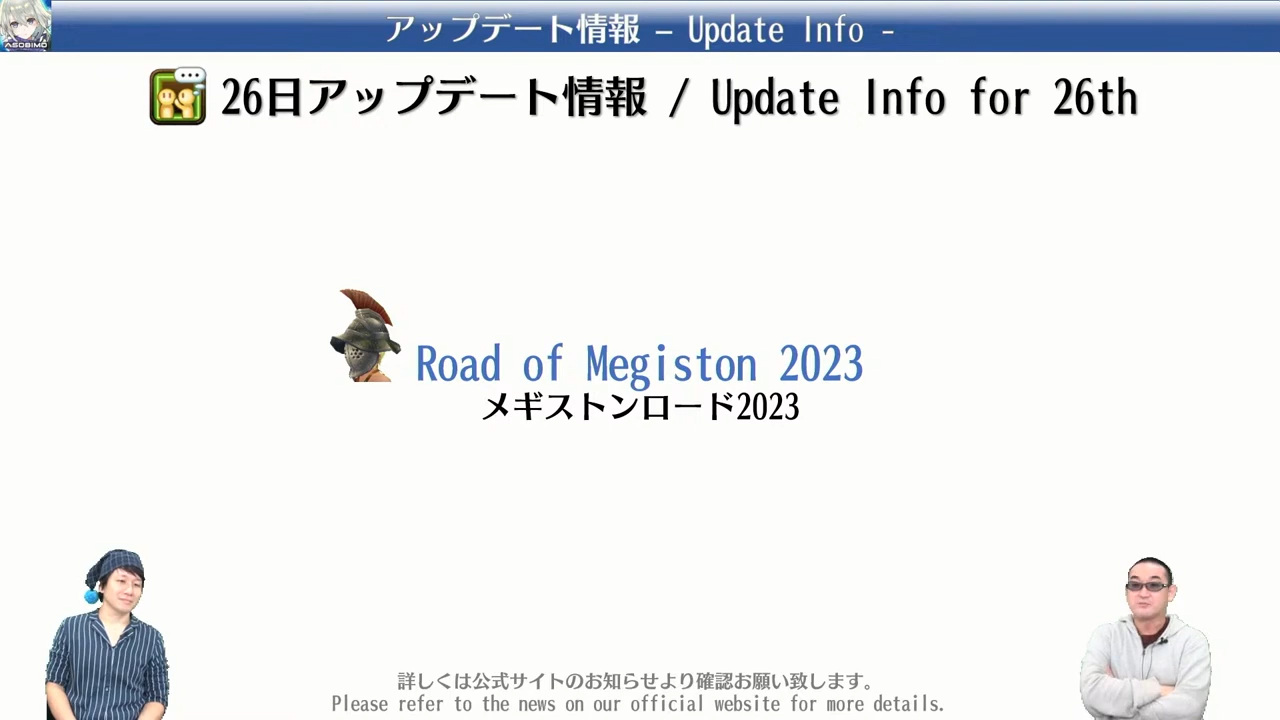 アップデート情報 – Update Info -
ASOBIMO
26日アップデート情報 / Update Info for 26th
Road of Megiston 2023
メギストンロード2023
詳しくは公式サイトのお知らせより確認お願い致します。
Please refer to the news on our official website for more details.